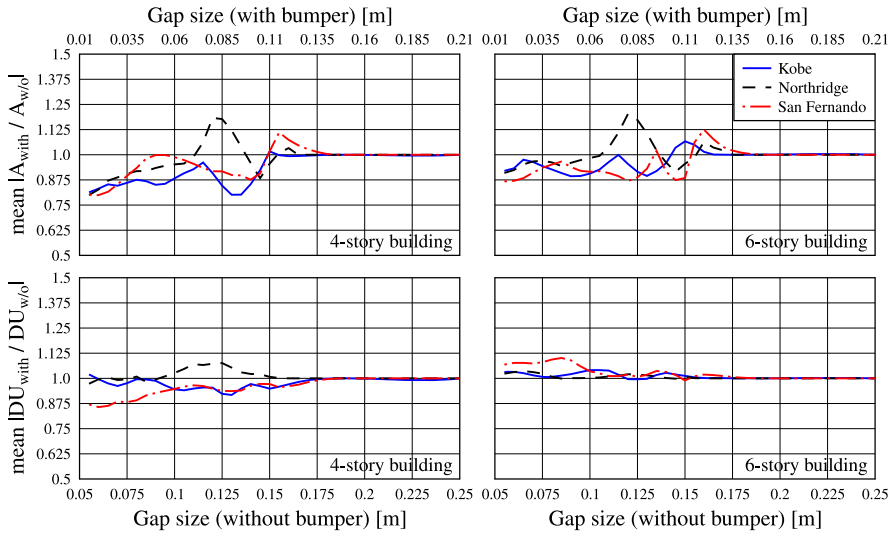 Gap size (with bumper) [m]
Gap size (with bumper) [m]
0.01 0.035 0.06 0.085 0.11 0.135 0.16 0.185 0.21
0.01 0.035 0.06 0.085 0.11 0.135 0.16 0.185 0.21
mean |A_with / A_w/o|
1.5
1.375
1.25
1.125
1.0
0.875
0.75
0.625
0.5
4-story building
Kobe
Northridge
San Fernando
6-story building
mean |DU_with / DU_w/o|
1.5
1.375
1.25
1.125
1.0
0.875
0.75
0.625
0.5
4-story building
6-story building
0.05 0.075 0.1 0.125 0.15 0.175 0.2 0.225 0.25
0.05 0.075 0.1 0.125 0.15 0.175 0.2 0.225 0.25
Gap size (without bumper) [m]
Gap size (without bumper) [m]